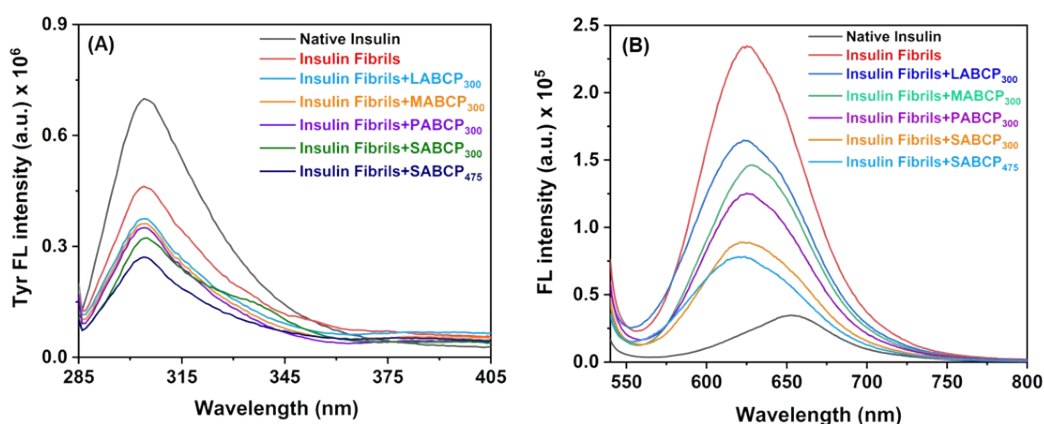 (A)
Native Insulin
Insulin Fibrils
Insulin Fibrils+LABCP300
Insulin Fibrils+MABCP300
Insulin Fibrils+PABCP300
Insulin Fibrils+SABCP300
Insulin Fibrils+SABCP475
Tyr FL intensity (a.u.) x 10⁶
0.9
0.6
0.3
0.0
285 315 345 375 405
Wavelength (nm)
(B)
Native Insulin
Insulin Fibrils
Insulin Fibrils+LABCP300
Insulin Fibrils+MABCP300
Insulin Fibrils+PABCP300
Insulin Fibrils+SABCP300
Insulin Fibrils+SABCP475
FL intensity (a.u.) x 10⁵
2.5
2.0
1.5
1.0
0.5
0.0
550 600 650 700 750 800
Wavelength (nm)